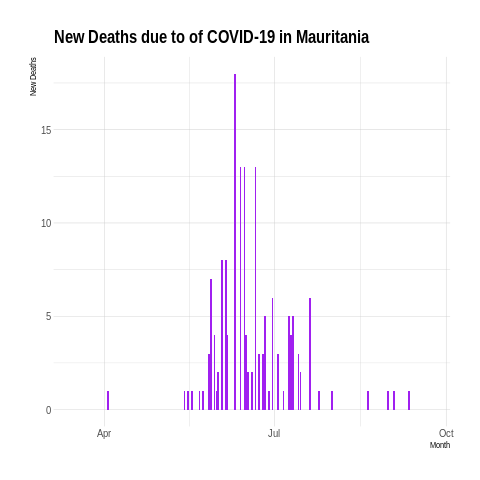 New Deaths due to of COVID-19 in Mauritania
New Deaths
15
10
5
0
Apr
Jul
Oct
Month